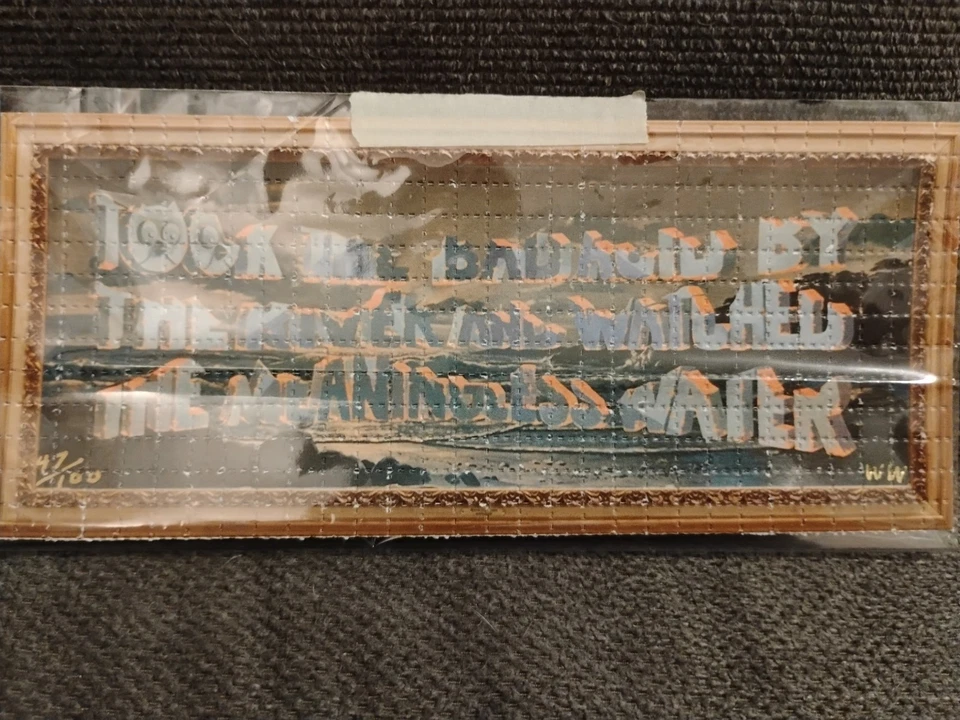 TOOK THE BAD ACID BY
THE RIVER AND WATCHED
THE MEANINGLESS WATER
47/100
WW